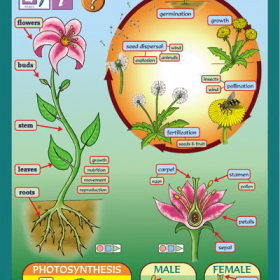 7
?
germination
flowers
growth
seed dispersal
wind
explosion
animals
buds
insects
wind
pollination
stem
fertilization
seeds & fruit
leaves
growth
nutrition
movement
reproduction
roots
carpel
eggs
stamen
pollen
petals
sepal
PHOTOSYNTHESIS
MALE
FEMALE